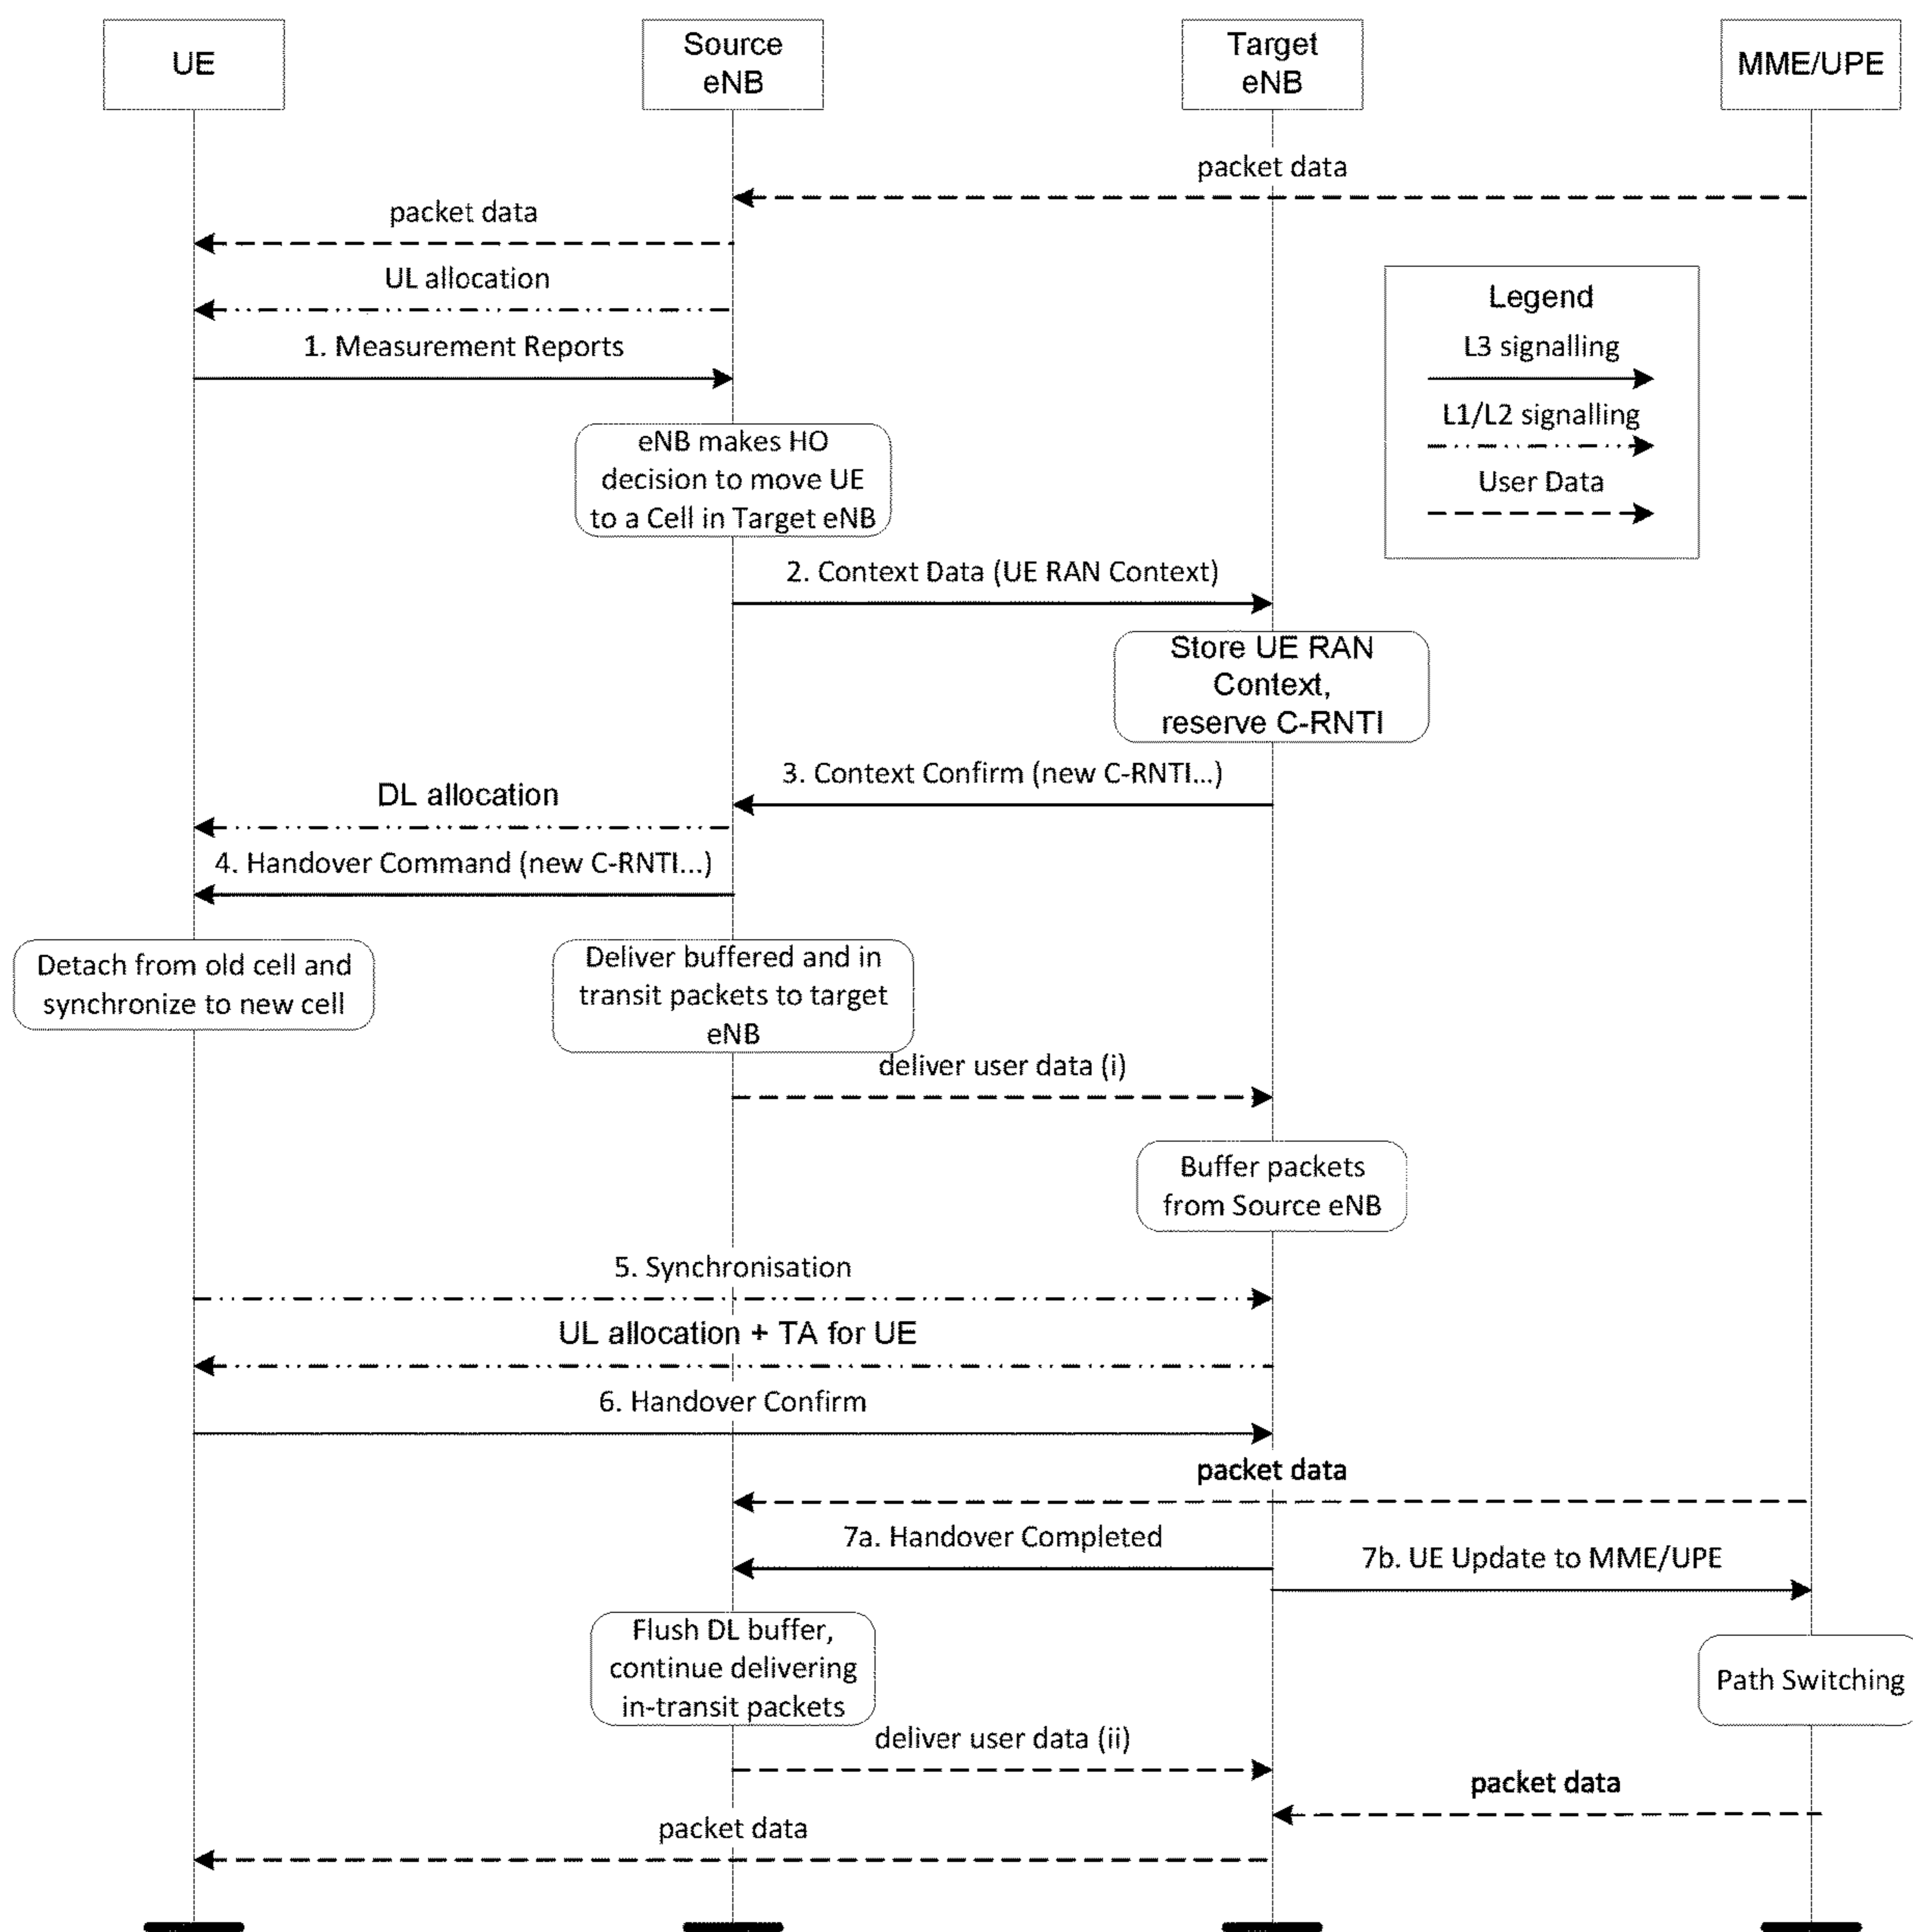 UE
Source
eNB
Target
eNB
MME/UPE
packet data
packet data
UL allocation
Legend
1. Measurement Reports
L3 signalling
L1/L2 signalling
eNB makes HO
decision to move UE
to a Cell in Target eNB
User Data
2. Context Data (UE RAN Context)
Store UE RAN
Context,
reserve C-RNTI
3. Context Confirm (new C-RNTI...)
DL allocation
4. Handover Command (new C-RNTI...)
Detach from old cell and
synchronize to new cell
Deliver buffered and in
transit packets to target
eNB
deliver user data (i)
Buffer packets
from Source eNB
5. Synchronisation
UL allocation + TA for UE
6. Handover Confirm
packet data
7a. Handover Completed
7b. UE Update to MME/UPE
Flush DL buffer,
continue delivering
in-transit packets
Path Switching
deliver user data (ii)
packet data
packet data